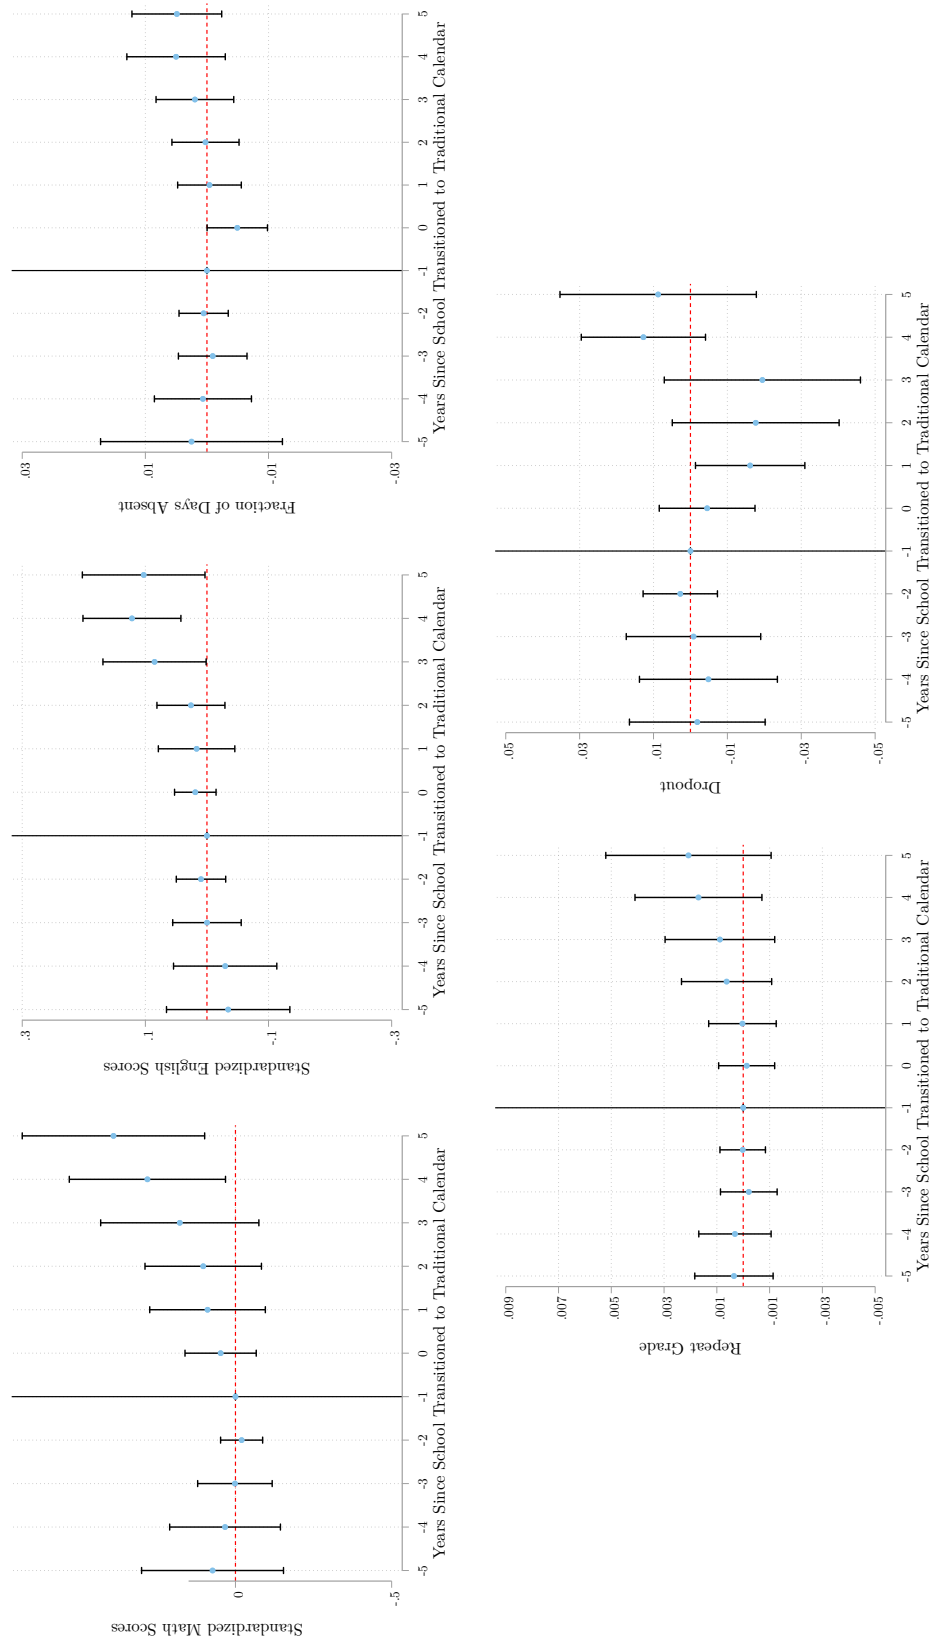 Standardized Math Scores
0
-.5
-5 -4 -3 -2 -1 0 1 2 3 4 5
Years Since School Transitioned to Traditional Calendar
Standardized English Scores
.3
.1
-.1
-.3
-5 -4 -3 -2 -1 0 1 2 3 4 5
Years Since School Transitioned to Traditional Calendar
Fraction of Days Absent
.03
.01
-.01
-.03
-5 -4 -3 -2 -1 0 1 2 3 4 5
Years Since School Transitioned to Traditional Calendar
Repeat Grade
.009
.007
.005
.003
.001
-.001
-.003
-.005
-5 -4 -3 -2 -1 0 1 2 3 4 5
Years Since School Transitioned to Traditional Calendar
Dropout
.05
.03
.01
-.01
-.03
-.05
-5 -4 -3 -2 -1 0 1 2 3 4 5
Years Since School Transitioned to Traditional Calendar